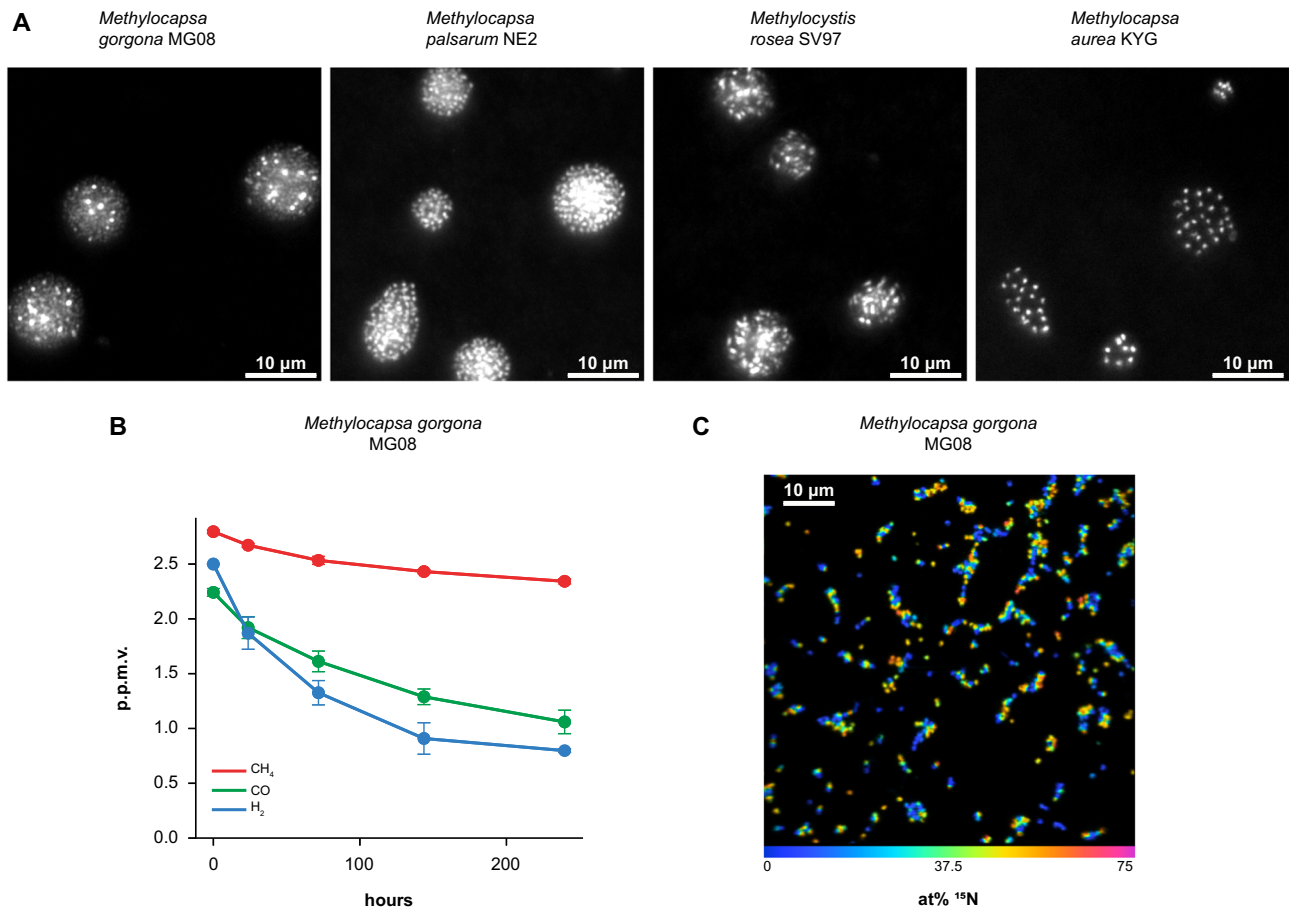 A
Methylocapsa
gorgona MG08
Methylocapsa
palsarum NE2
Methylocystis
rosea SV97
Methylocapsa
aurea KYG
10 µm
10 µm
10 µm
10 µm
B
Methylocapsa gorgona
MG08
p.p.m.v.
2.5
2.0
1.5
1.0
0.5
0.0
CH₄
CO
H₂
0
100
200
hours
C
Methylocapsa gorgona
MG08
10 µm
0
37.5
75
at% ¹⁵N